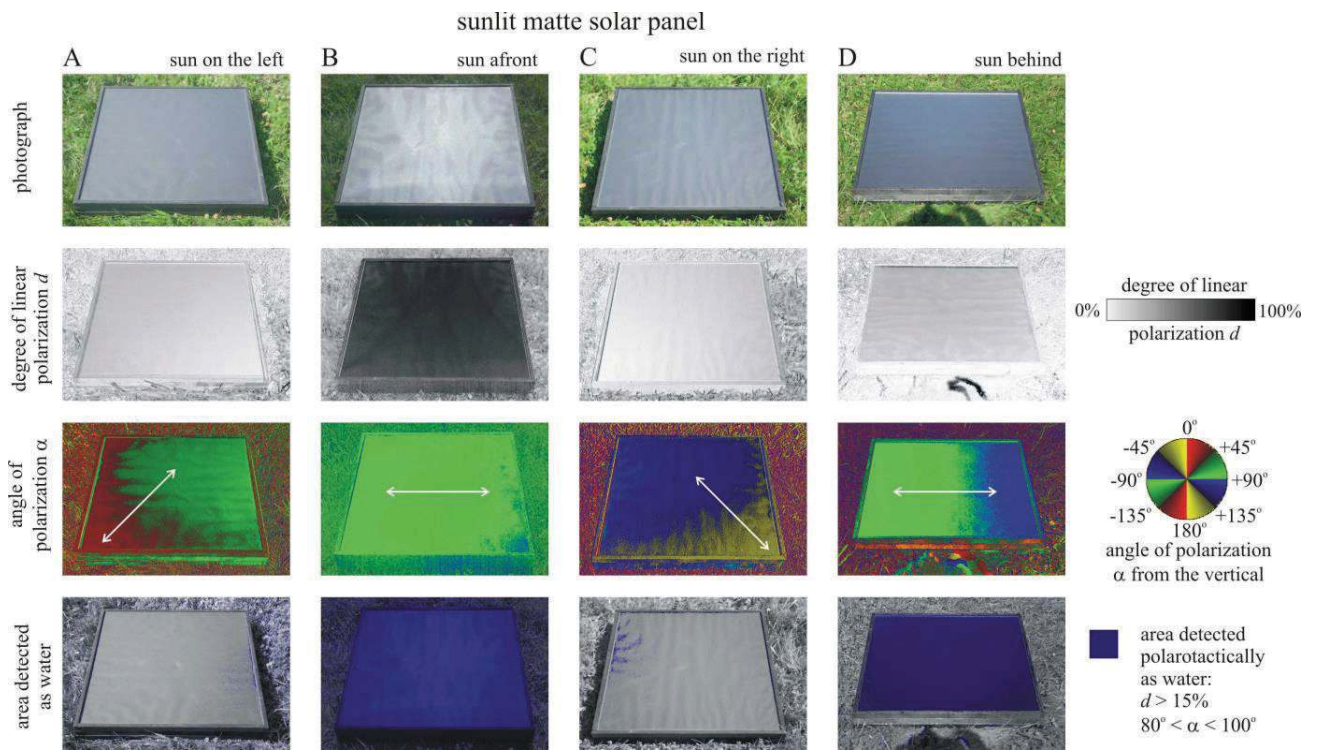 sunlit matte solar panel
A sun on the left
B sun afront
C sun on the right
D sun behind
photograph
degree of linear
polarization d
degree of linear
0% 100%
polarization d
angle of
polarization α
0°
-45° +45°
-90° +90°
-135° +135°
180°
angle of polarization
α from the vertical
area detected
as water
area detected
polarotactically
as water:
d > 15%
80° < α < 100°